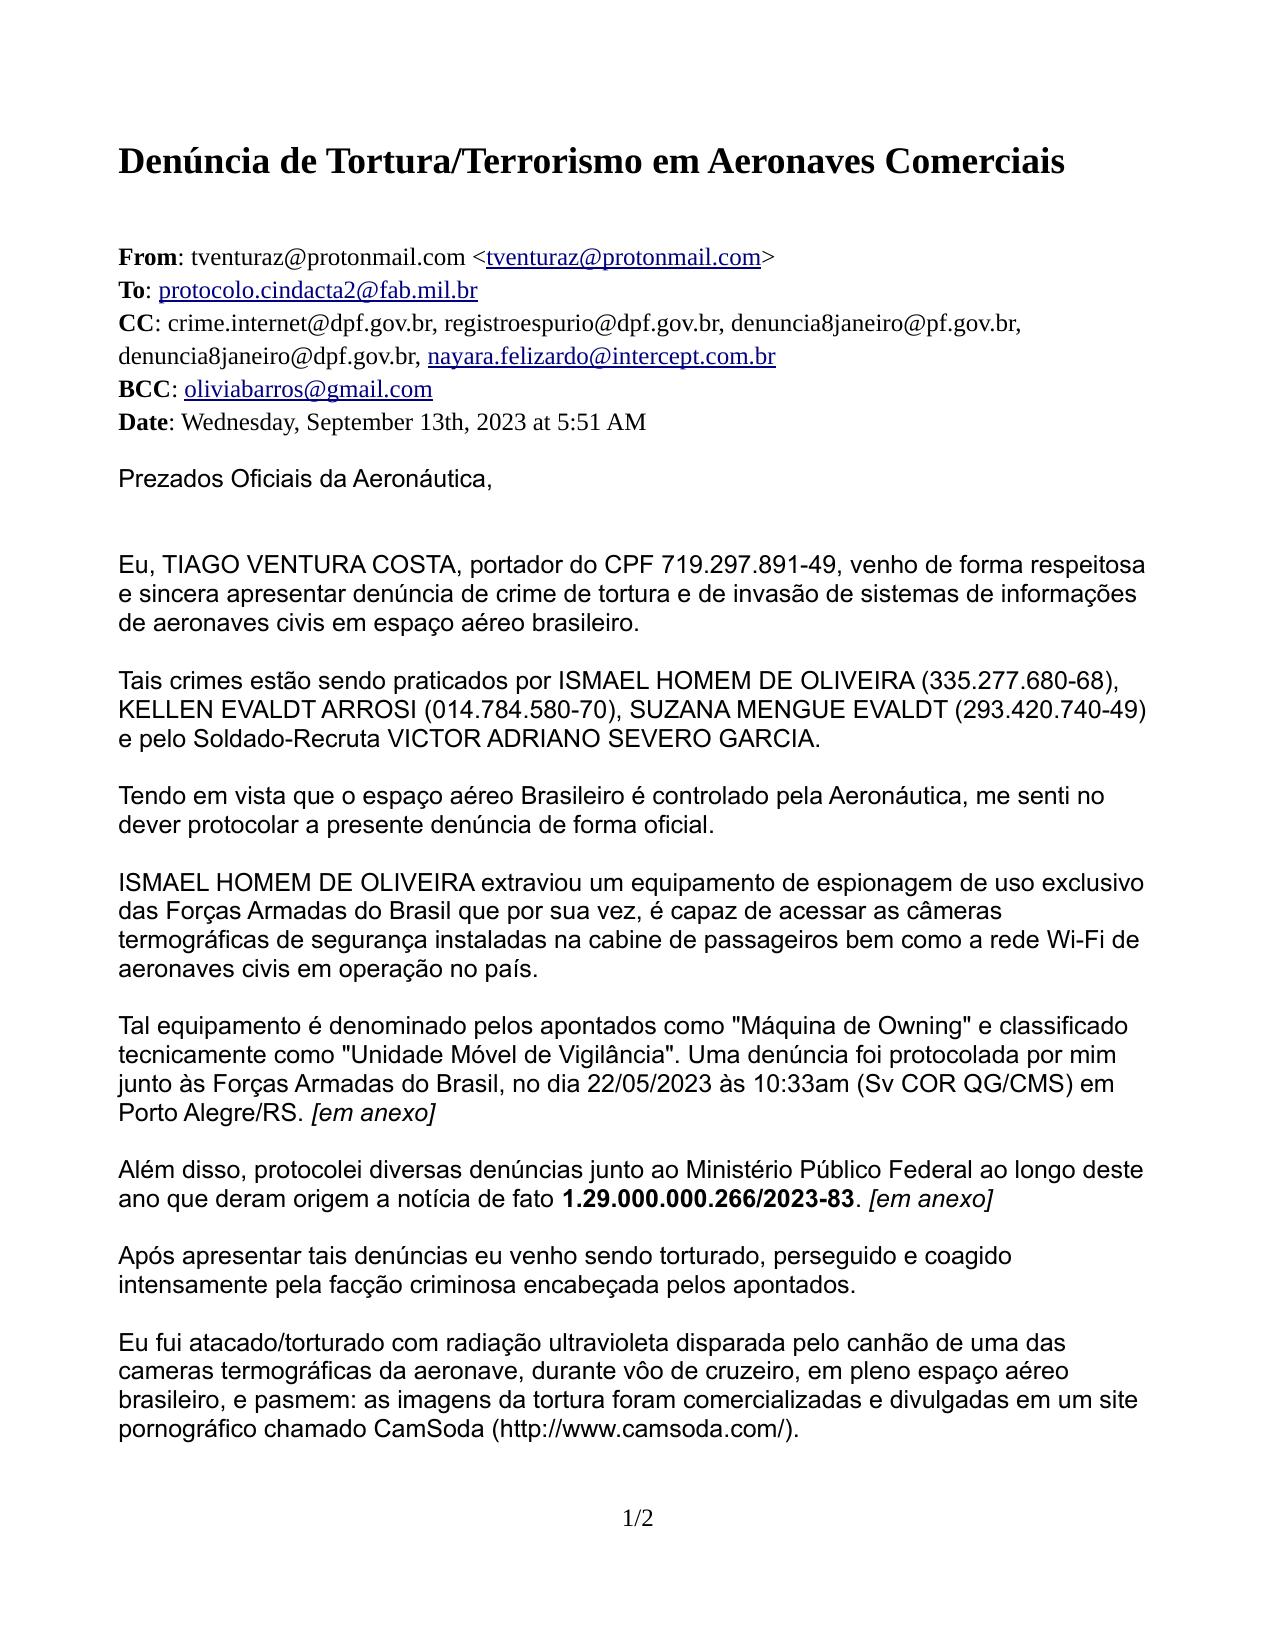 Denúncia de Tortura/Terrorismo em Aeronaves Comerciais
From: tventuraz@protonmail.com <tventuraz@protonmail.com>
To: protocolo.cindacta2@fab.mil.br
CC: crime.internet@dpf.gov.br, registroespurio@dpf.gov.br, denuncia8janeiro@pf.gov.br,
denuncia8janeiro@dpf.gov.br, nayara.felizardo@intercept.com.br
BCC: oliviabarros@gmail.com
Date: Wednesday, September 13th, 2023 at 5:51 AM
Prezados Oficiais da Aeronáutica,
Eu, TIAGO VENTURA COSTA, portador do CPF 719.297.891-49, venho de forma respeitosa
e sincera apresentar denúncia de crime de tortura e de invasão de sistemas de informações
de aeronaves civis em espaço aéreo brasileiro.
Tais crimes estão sendo praticados por ISMAEL HOMEM DE OLIVEIRA (335.277.680-68),
KELLEN EVALDT ARROSI (014.784.580-70), SUZANA MENGUE EVALDT (293.420.740-49)
e pelo Soldado-Recruta VICTOR ADRIANO SEVERO GARCIA.
Tendo em vista que o espaço aéreo Brasileiro é controlado pela Aeronáutica, me senti no
dever protocolar a presente denúncia de forma oficial.
ISMAEL HOMEM DE OLIVEIRA extraviou um equipamento de espionagem de uso exclusivo
das Forças Armadas do Brasil que por sua vez, é capaz de acessar as câmeras
termográficas de segurança instaladas na cabine de passageiros bem como a rede Wi-Fi de
aeronaves civis em operação no país.
Tal equipamento é denominado pelos apontados como "Máquina de Owning" e classificado
tecnicamente como "Unidade Móvel de Vigilância". Uma denúncia foi protocolada por mim
junto às Forças Armadas do Brasil, no dia 22/05/2023 às 10:33am (Sv COR QG/CMS) em
Porto Alegre/RS. [em anexo]
Além disso, protocolei diversas denúncias junto ao Ministério Público Federal ao longo deste
ano que deram origem a notícia de fato 1.29.000.000.266/2023-83. [em anexo]
Após apresentar tais denúncias eu venho sendo torturado, perseguido e coagido
intensamente pela facção criminosa encabeçada pelos apontados.
Eu fui atacado/torturado com radiação ultravioleta disparada pelo canhão de uma das
cameras termográficas da aeronave, durante vôo de cruzeiro, em pleno espaço aéreo
brasileiro, e pasmem: as imagens da tortura foram comercializadas e divulgadas em um site
pornográfico chamado CamSoda (http://www.camsoda.com/).
1/2